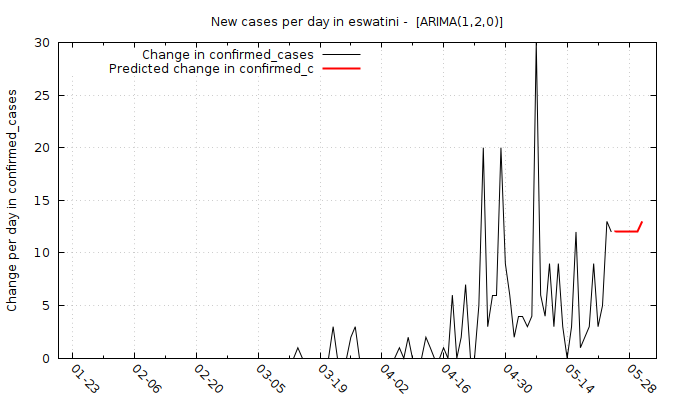 New cases per day in eswatini -  [ARIMA(1,2,0)]
Change in confirmed_cases
Predicted change in confirmed_c
Change per day in confirmed_cases
30
25
20
15
10
5
0
01-23 02-06 02-20 03-05 03-19 04-02 04-16 04-30 05-14 05-28